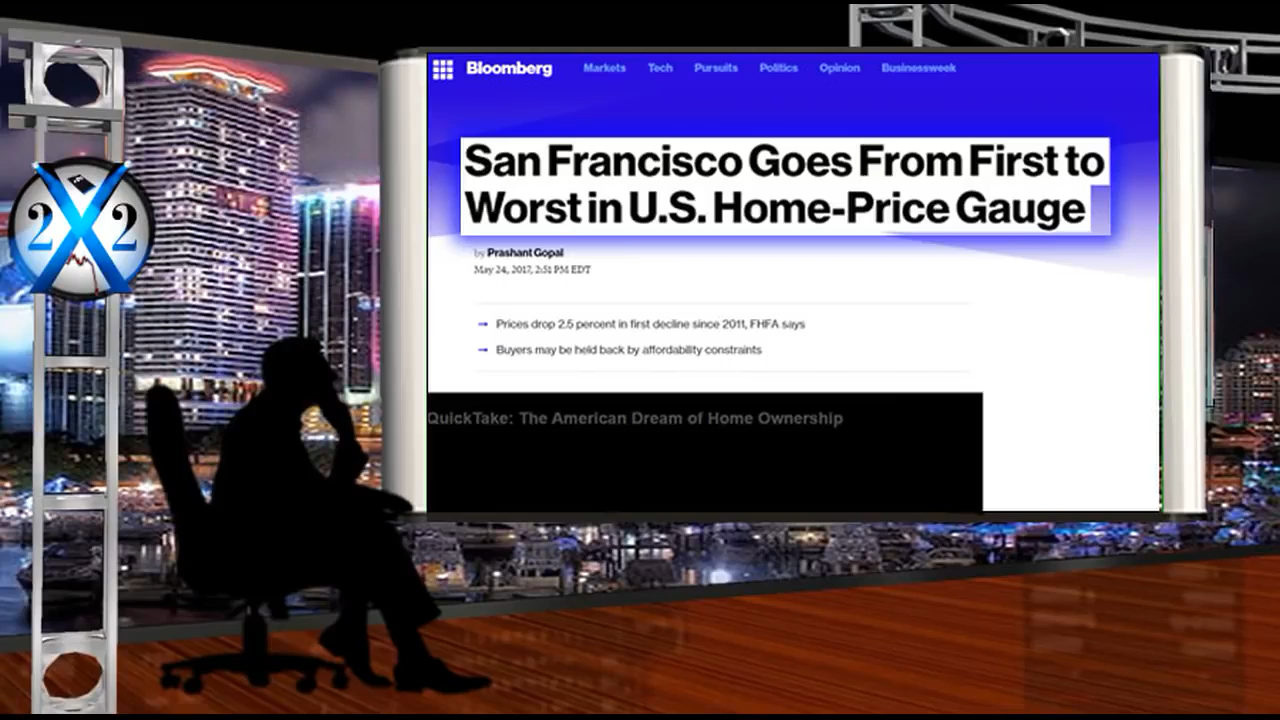 Bloomberg
Markets Tech Pursuits Politics Opinion Businessweek
San Francisco Goes From First to
Worst in U.S. Home-Price Gauge
by Prashant Gopal
May 24, 2017, 2:51 PM EDT
→ Prices drop 2.5 percent in first decline since 2011, FHFA says
→ Buyers may be held back by affordability constraints
QuickTake: The American Dream of Home Ownership
2X2